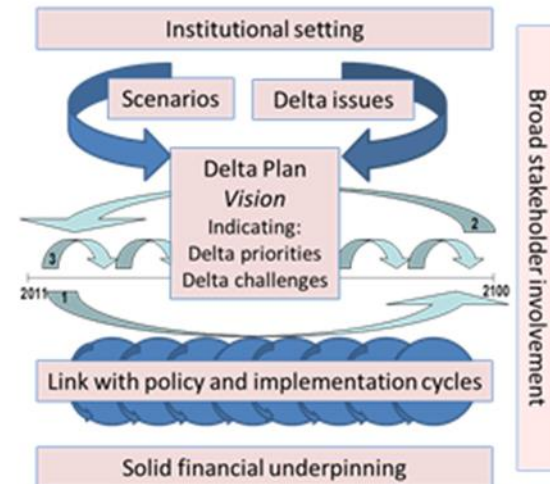 Institutional setting
Scenarios
Delta issues
Delta Plan
Vision
Indicating:
Delta priorities
Delta challenges
2
3
2011
1
2100
Link with policy and implementation cycles
Solid financial underpinning
Broad stakeholder involvement